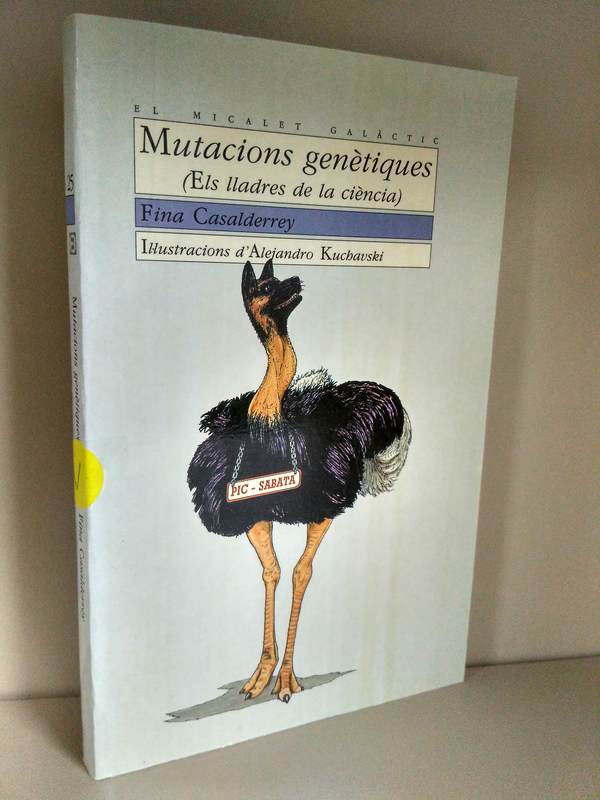 EL MICALET GALÀCTIC
Mutacions genètiques
(Els lladres de la ciència)
Fina Casalderrey
Il·lustracions d'Alejandro Kuchavski
PIC - SABATA
Mutacions genètiques
Fina Casalderrey